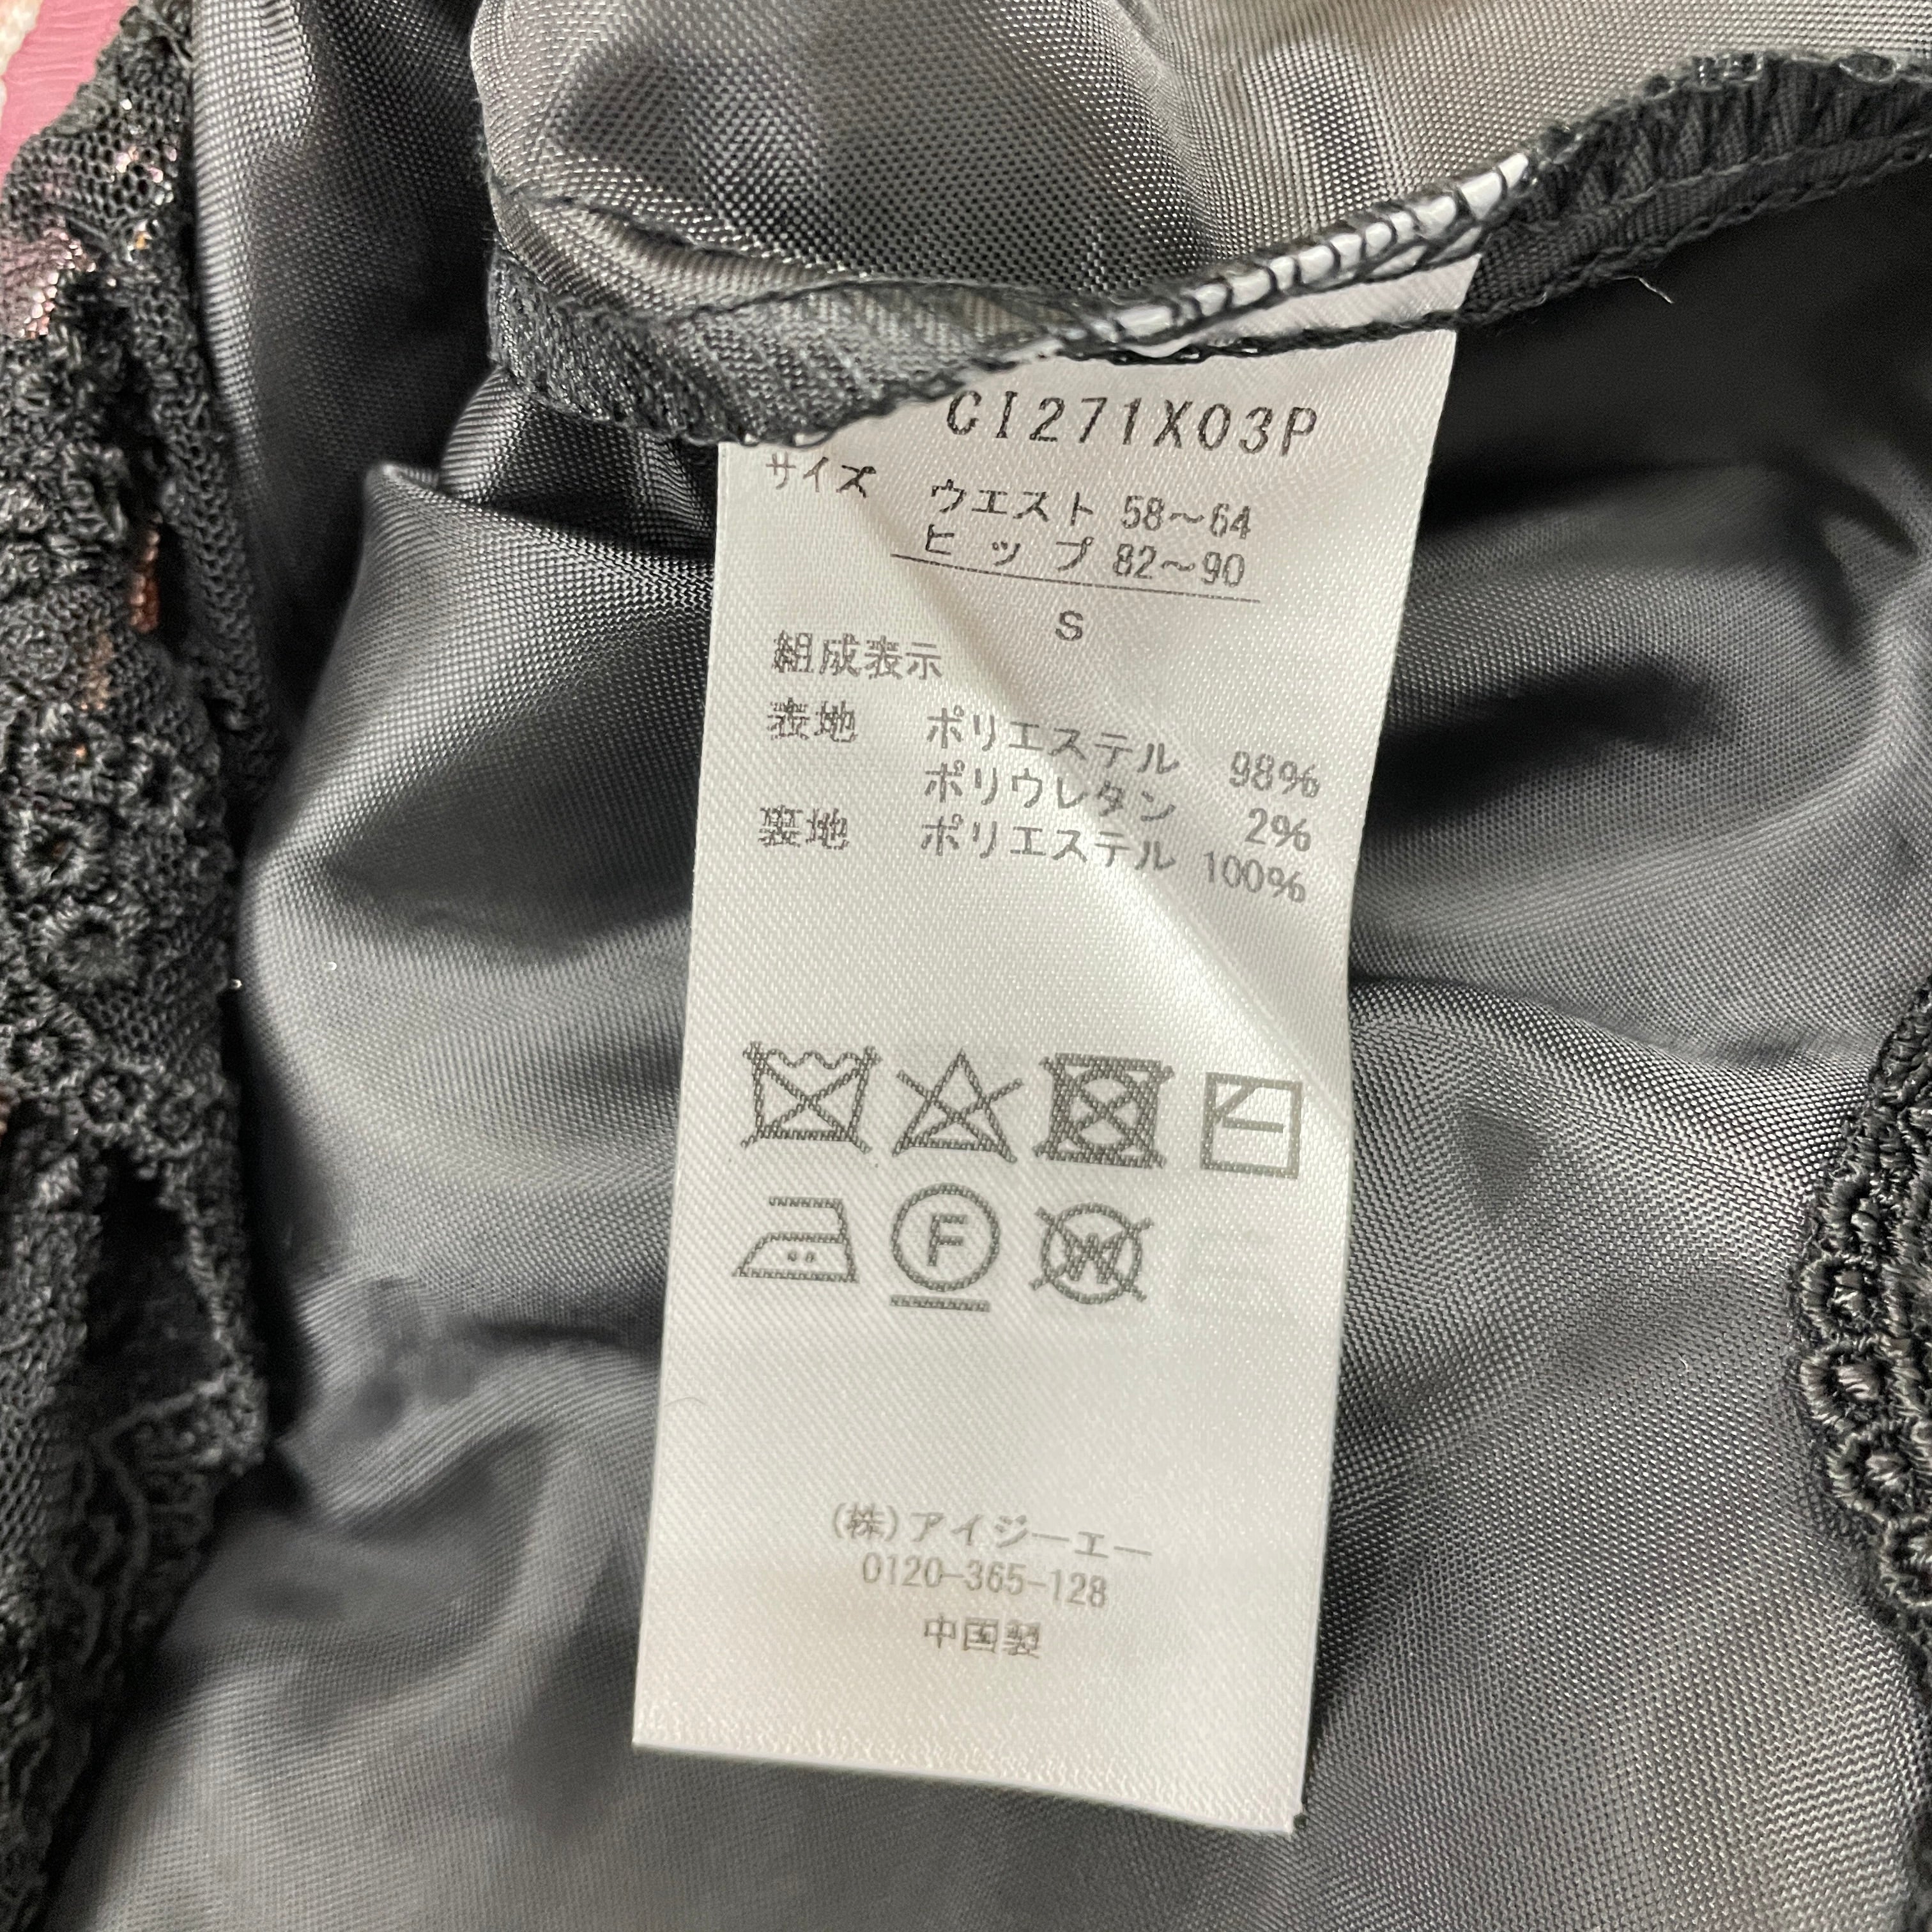 CI271X03P
サイズ ウエスト 58〜64
ヒップ 82〜90
S
組成表示
表地 ポリエステル 98%
ポリウレタン 2%
裏地 ポリエステル 100%
F W
(株)アイジーエー
0120-365-128
中国製